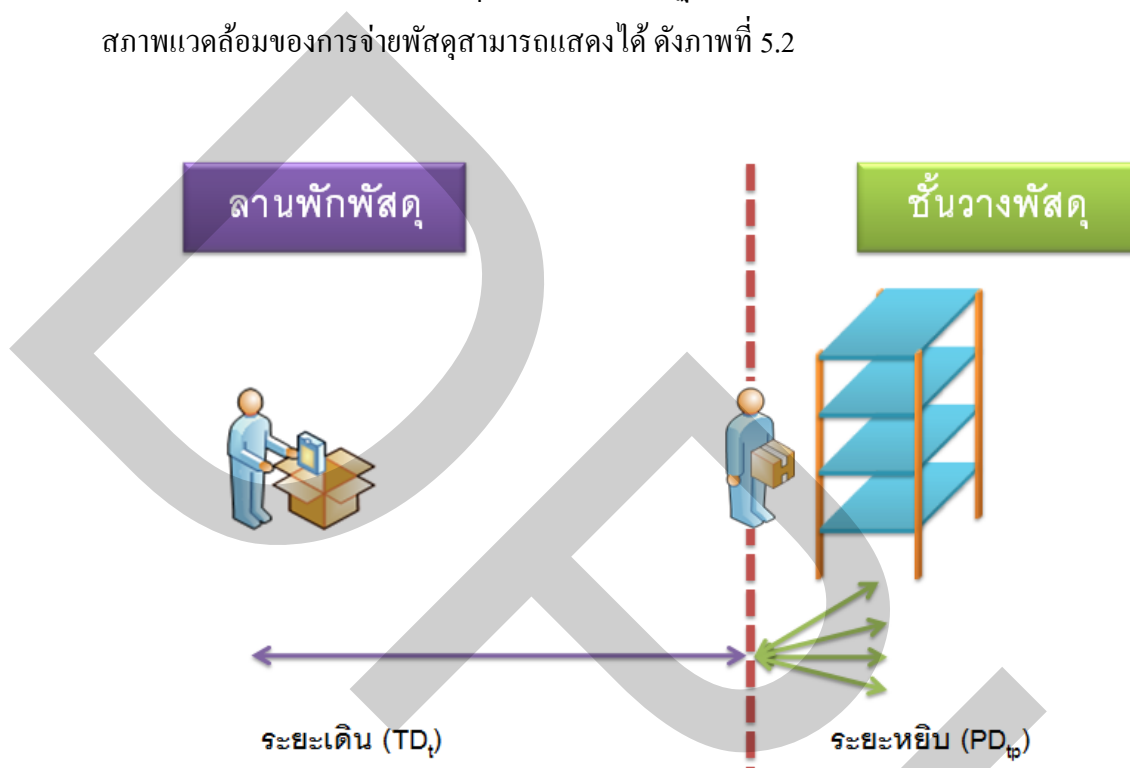 สภาพแวดล้อมของการจ่ายพัสดุสามารถแสดงได้ ดังภาพที่ 5.2
ลานพักพัสดุ
ชั้นวางพัสดุ
ระยะเดิน (TDt)
ระยะหยิบ (PDtp)